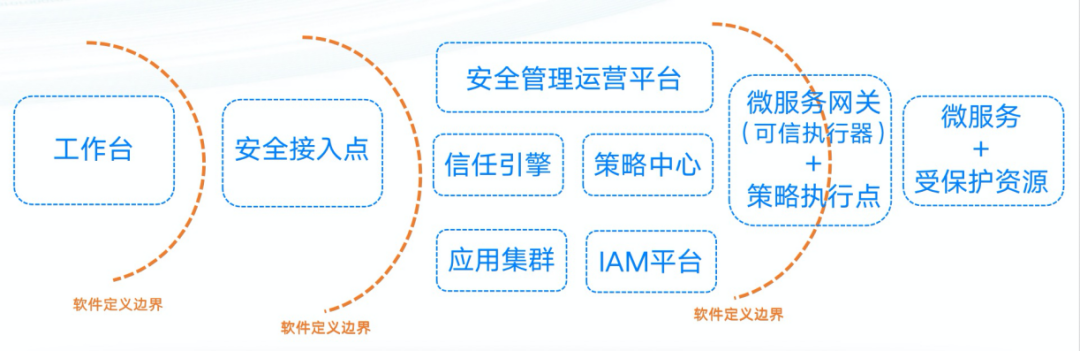 工作台
软件定义边界
安全接入点
软件定义边界
安全管理运营平台
信任引擎
策略中心
应用集群
IAM平台
软件定义边界
微服务网关
(可信执行器)
+
策略执行点
微服务
+
受保护资源